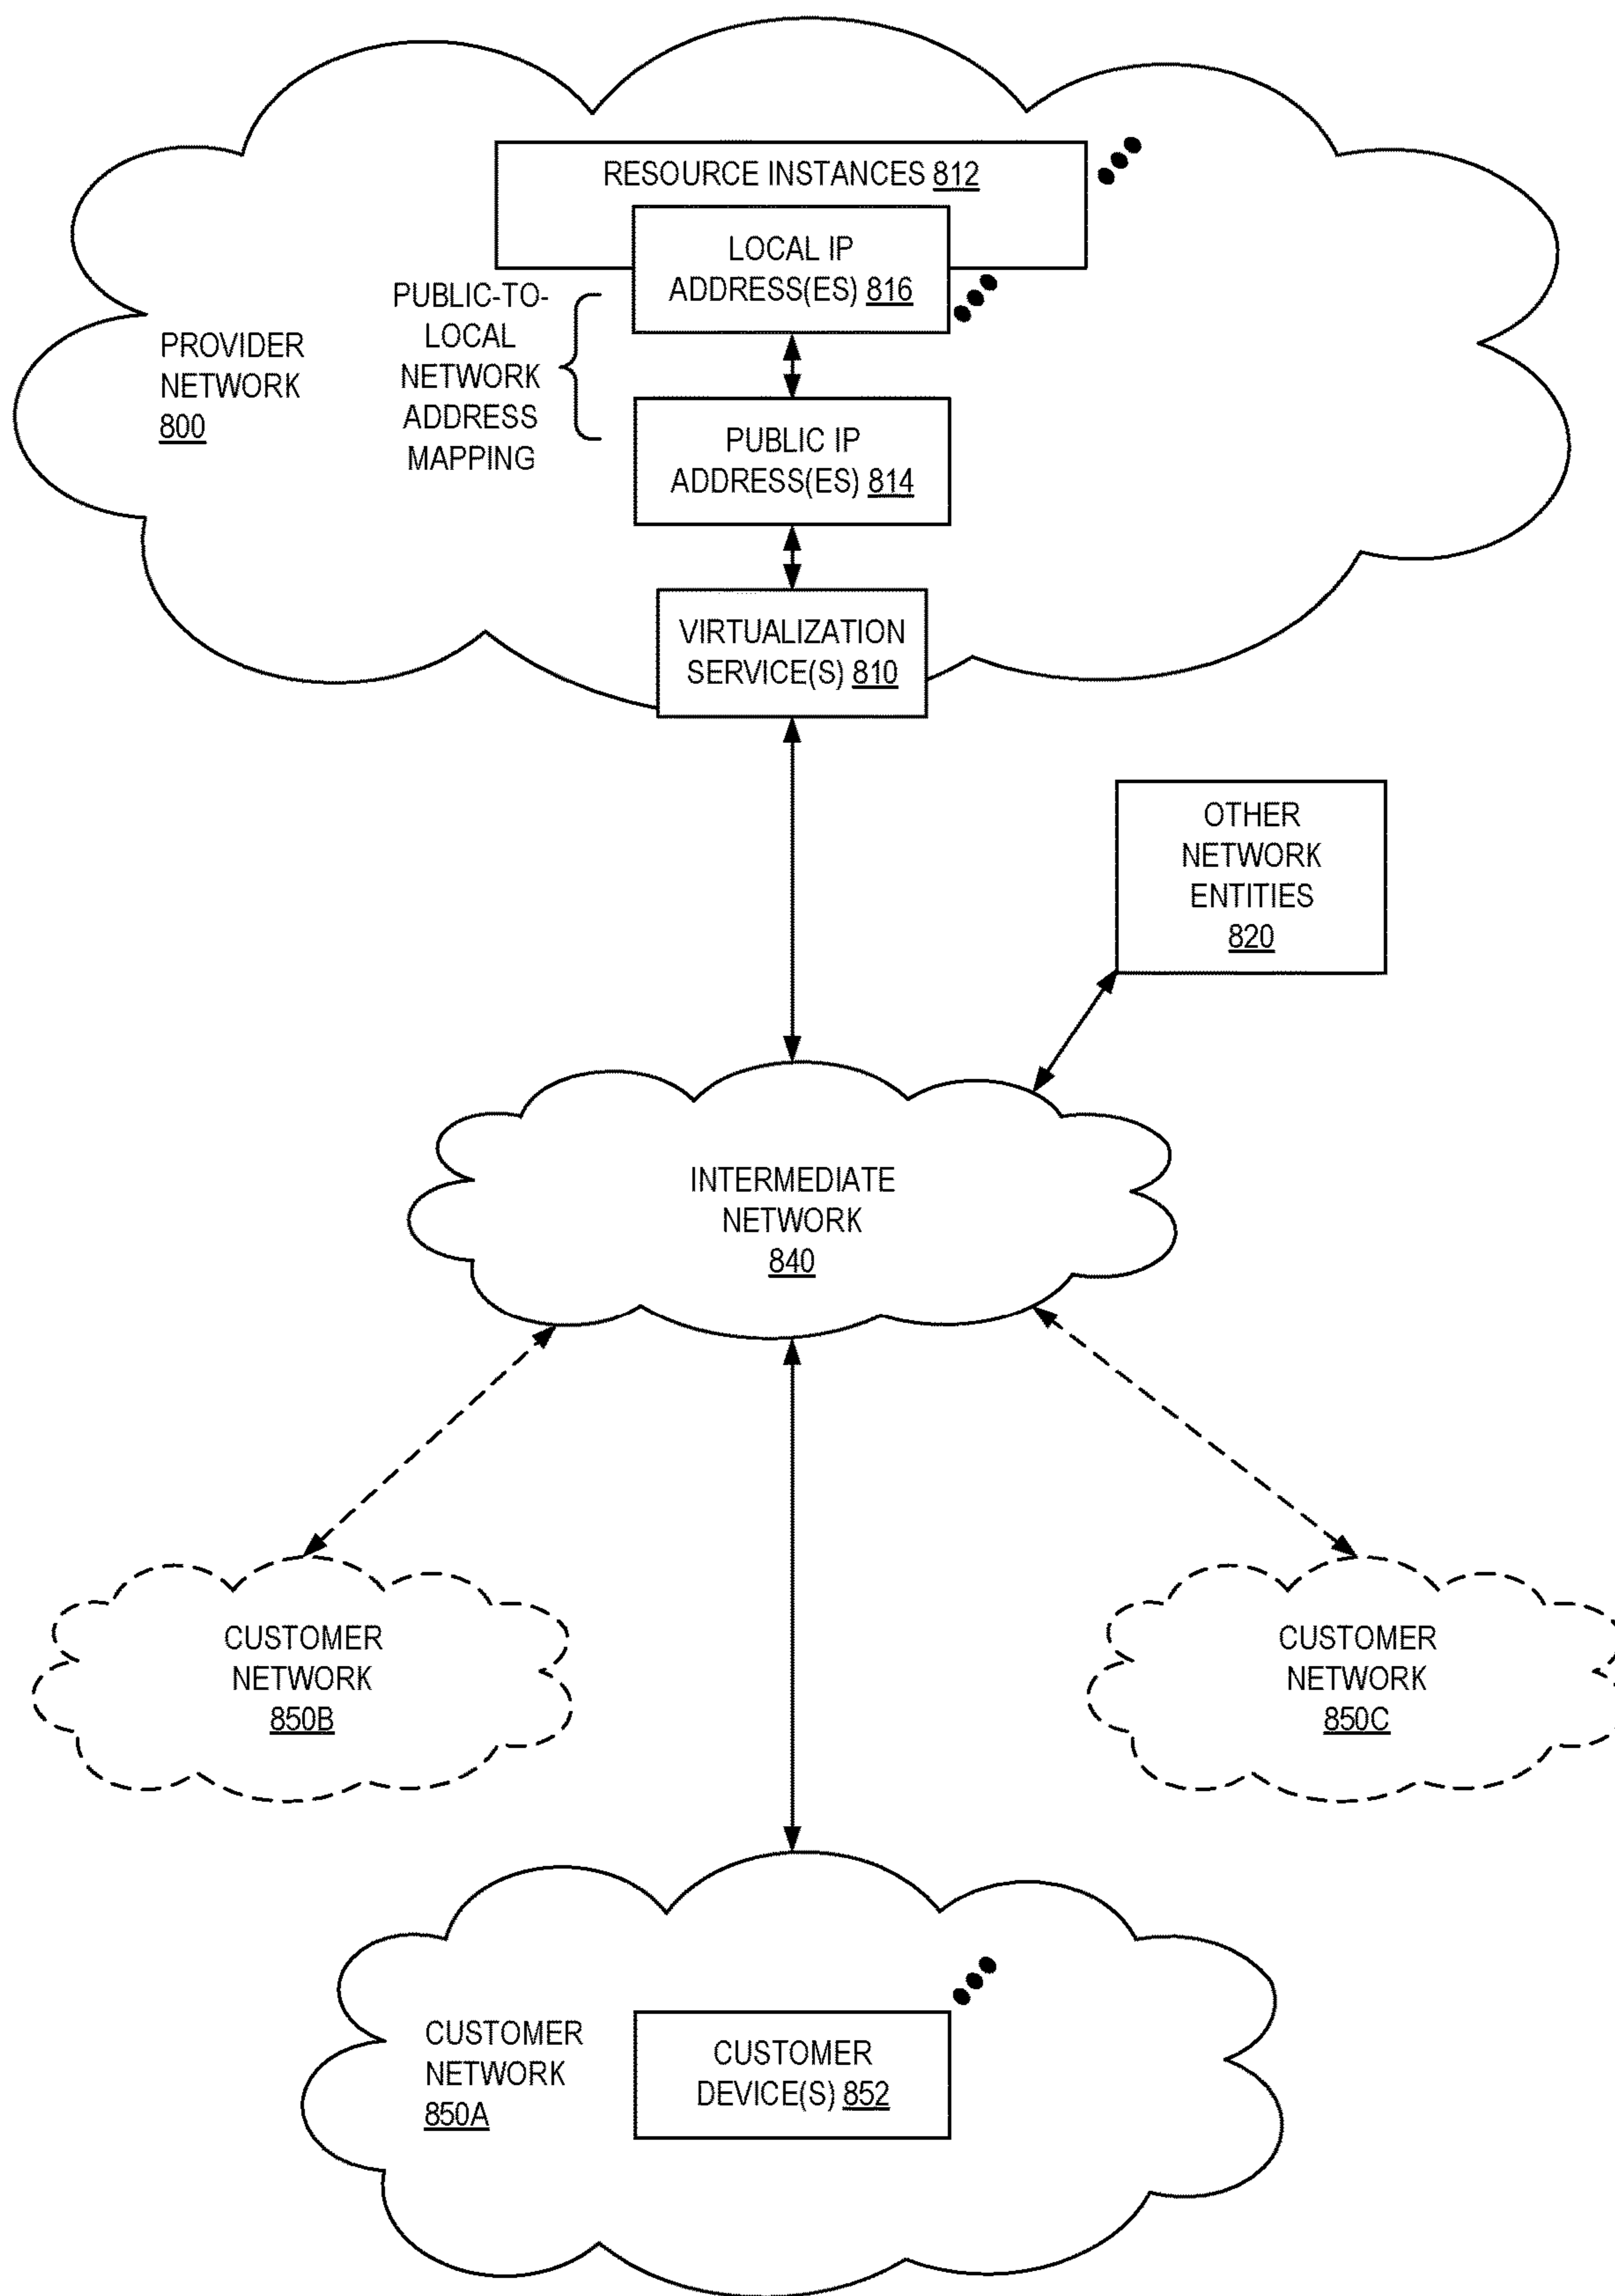 RESOURCE INSTANCES 812
LOCAL IP
ADDRESS(ES) 816
PUBLIC-TO-
LOCAL
NETWORK
ADDRESS
MAPPING
PROVIDER
NETWORK
800
PUBLIC IP
ADDRESS(ES) 814
VIRTUALIZATION
SERVICE(S) 810
OTHER
NETWORK
ENTITIES
820
INTERMEDIATE
NETWORK
840
CUSTOMER
NETWORK
850B
CUSTOMER
NETWORK
850C
CUSTOMER
NETWORK
850A
CUSTOMER
DEVICE(S) 852